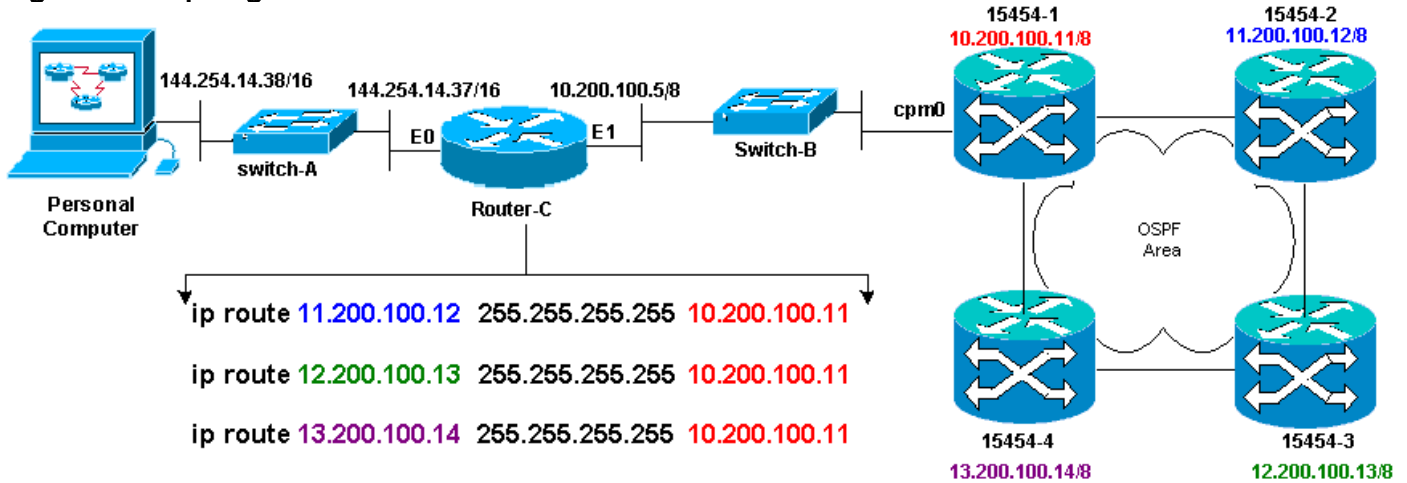 15454-1
10.200.100.11/8
15454-2
11.200.100.12/8
144.254.14.38/16
144.254.14.37/16
10.200.100.5/8
cpm0
E0
E1
switch-A
Switch-B
Personal
Computer
Router-C
OSPF
Area
ip route 11.200.100.12 255.255.255.255 10.200.100.11
ip route 12.200.100.13 255.255.255.255 10.200.100.11
ip route 13.200.100.14 255.255.255.255 10.200.100.11
15454-4
13.200.100.14/8
15454-3
12.200.100.13/8